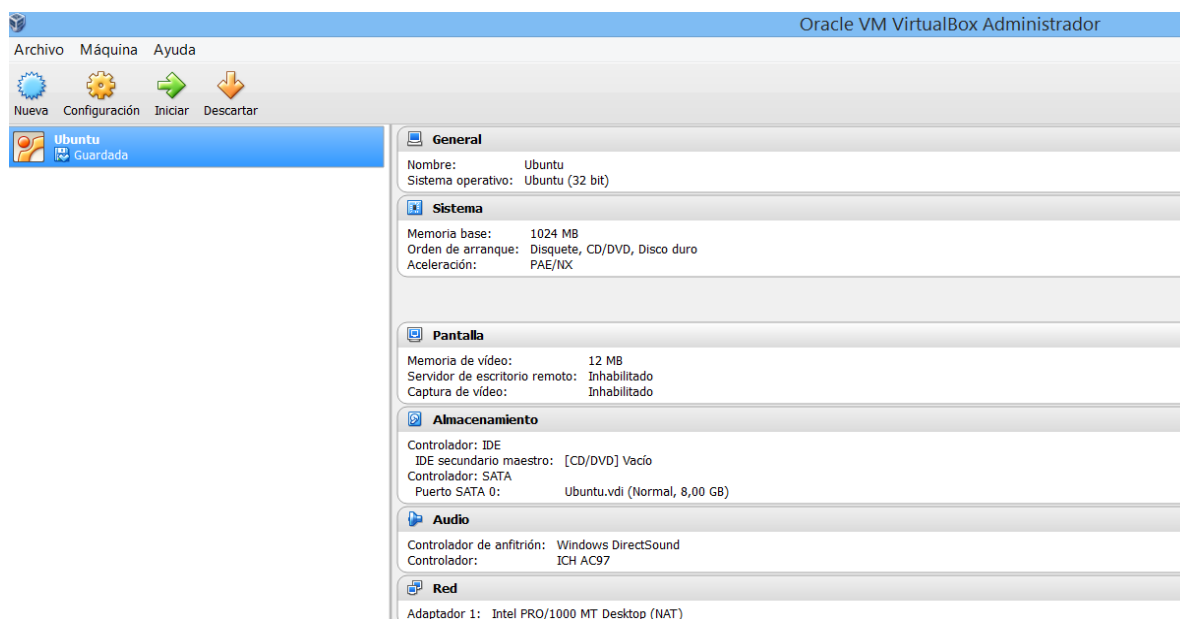 Oracle VM VirtualBox Administrador
Archivo Máquina Ayuda
Nueva Configuración Iniciar Descartar
Ubuntu
Guardada
General
Nombre: Ubuntu
Sistema operativo: Ubuntu (32 bit)
Sistema
Memoria base: 1024 MB
Orden de arranque: Disquete, CD/DVD, Disco duro
Aceleración: PAE/NX
Pantalla
Memoria de vídeo: 12 MB
Servidor de escritorio remoto: Inhabilitado
Captura de vídeo: Inhabilitado
Almacenamiento
Controlador: IDE
IDE secundario maestro: [CD/DVD] Vacío
Controlador: SATA
Puerto SATA 0: Ubuntu.vdi (Normal, 8,00 GB)
Audio
Controlador de anfitrión: Windows DirectSound
Controlador: ICH AC97
Red
Adaptador 1: Intel PRO/1000 MT Desktop (NAT)